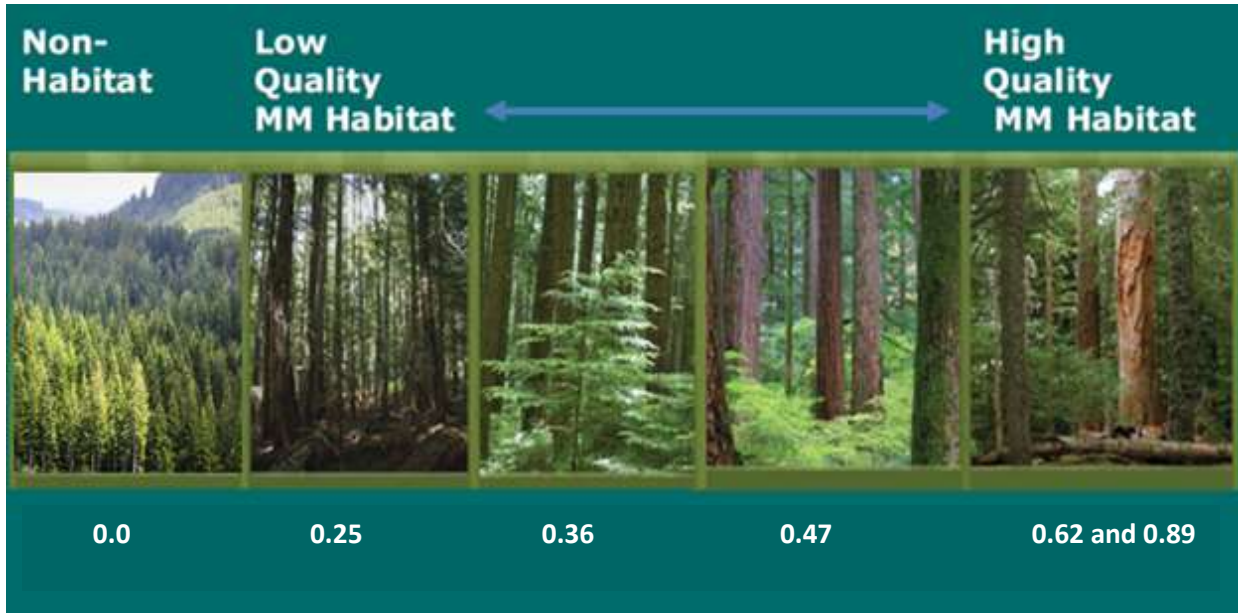 Non-
Habitat
Low
Quality
MM Habitat
High
Quality
MM Habitat
0.0
0.25
0.36
0.47
0.62 and 0.89